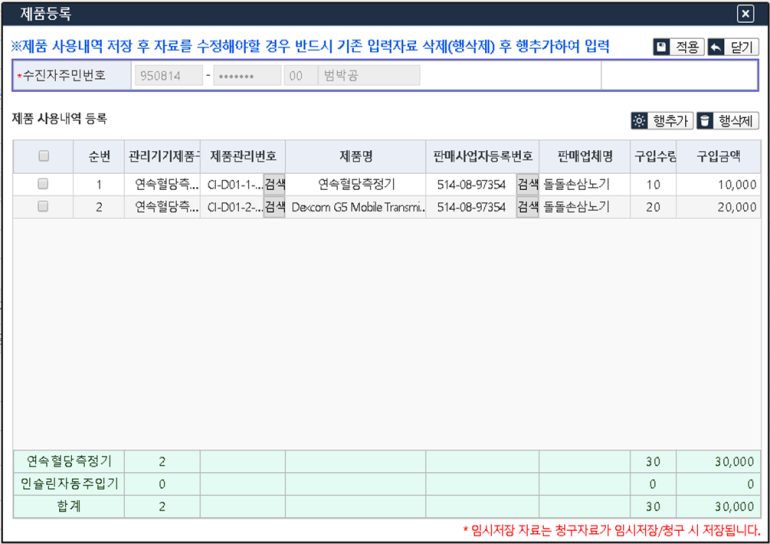 제품등록
※제품 사용내역 저장 후 자료를 수정해야할 경우 반드시 기존 입력자료 삭제(행삭제) 후 행추가하여 입력 적용 닫기
*수진자주민번호 950814 - ••••••• 00 범박공
제품 사용내역 등록 행추가 행삭제
순번 관리기기제품구 제품관리번호 제품명 판매사업자등록번호 판매업체명 구입수량 구입금액
1 연속혈당측... CI-D01-1-... 검색 연속혈당측정기 514-08-97354 검색 돌돌손삼노기 10 10,000
2 연속혈당측... CI-D01-2-... 검색 Dexcom G5 Mobile Transmi... 514-08-97354 검색 돌돌손삼노기 20 20,000
연속혈당측정기 2 30 30,000
인슐린자동주입기 0 0 0
합계 2 30 30,000
* 임시저장 자료는 청구자료가 임시저장/청구 시 저장됩니다.